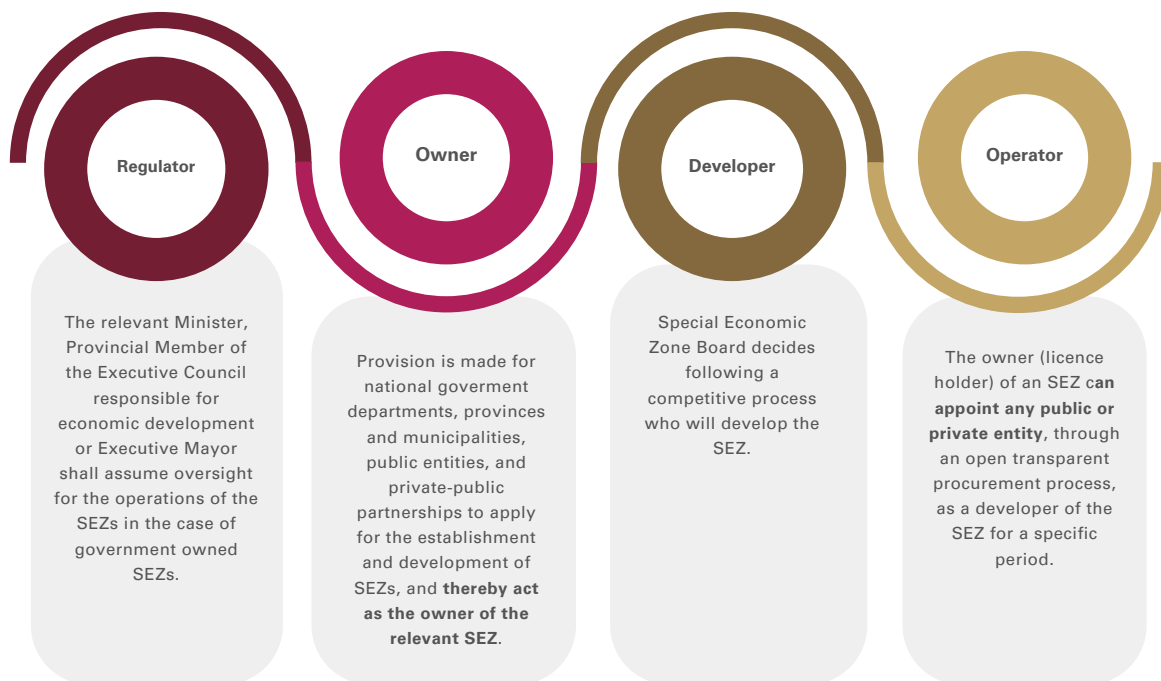 Regulator
The relevant Minister,
Provincial Member of
the Executive Council
responsible for
economic development
or Executive Mayor
shall assume oversight
for the operations of the
SEZs in the case of
government owned
SEZs.
Owner
Provision is made for
national goverment
departments, provinces
and municipalities,
public entities, and
private-public
partnerships to apply
for the establishment
and development of
SEZs, and thereby act
as the owner of the
relevant SEZ.
Developer
Special Economic
Zone Board decides
following a
competitive process
who will develop the
SEZ.
Operator
The owner (licence
holder) of an SEZ can
appoint any public or
private entity, through
an open transparent
procurement process,
as a developer of the
SEZ for a specific
period.